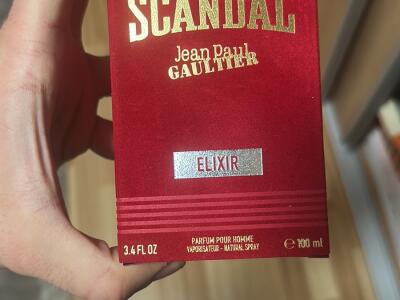 SCANDAL
Jean Paul
GAULTIER
ELIXIR
PARFUM POUR HOMME
3.4 FL OZ VAPORISATEUR - NATURAL SPRAY ℮ 100 ml